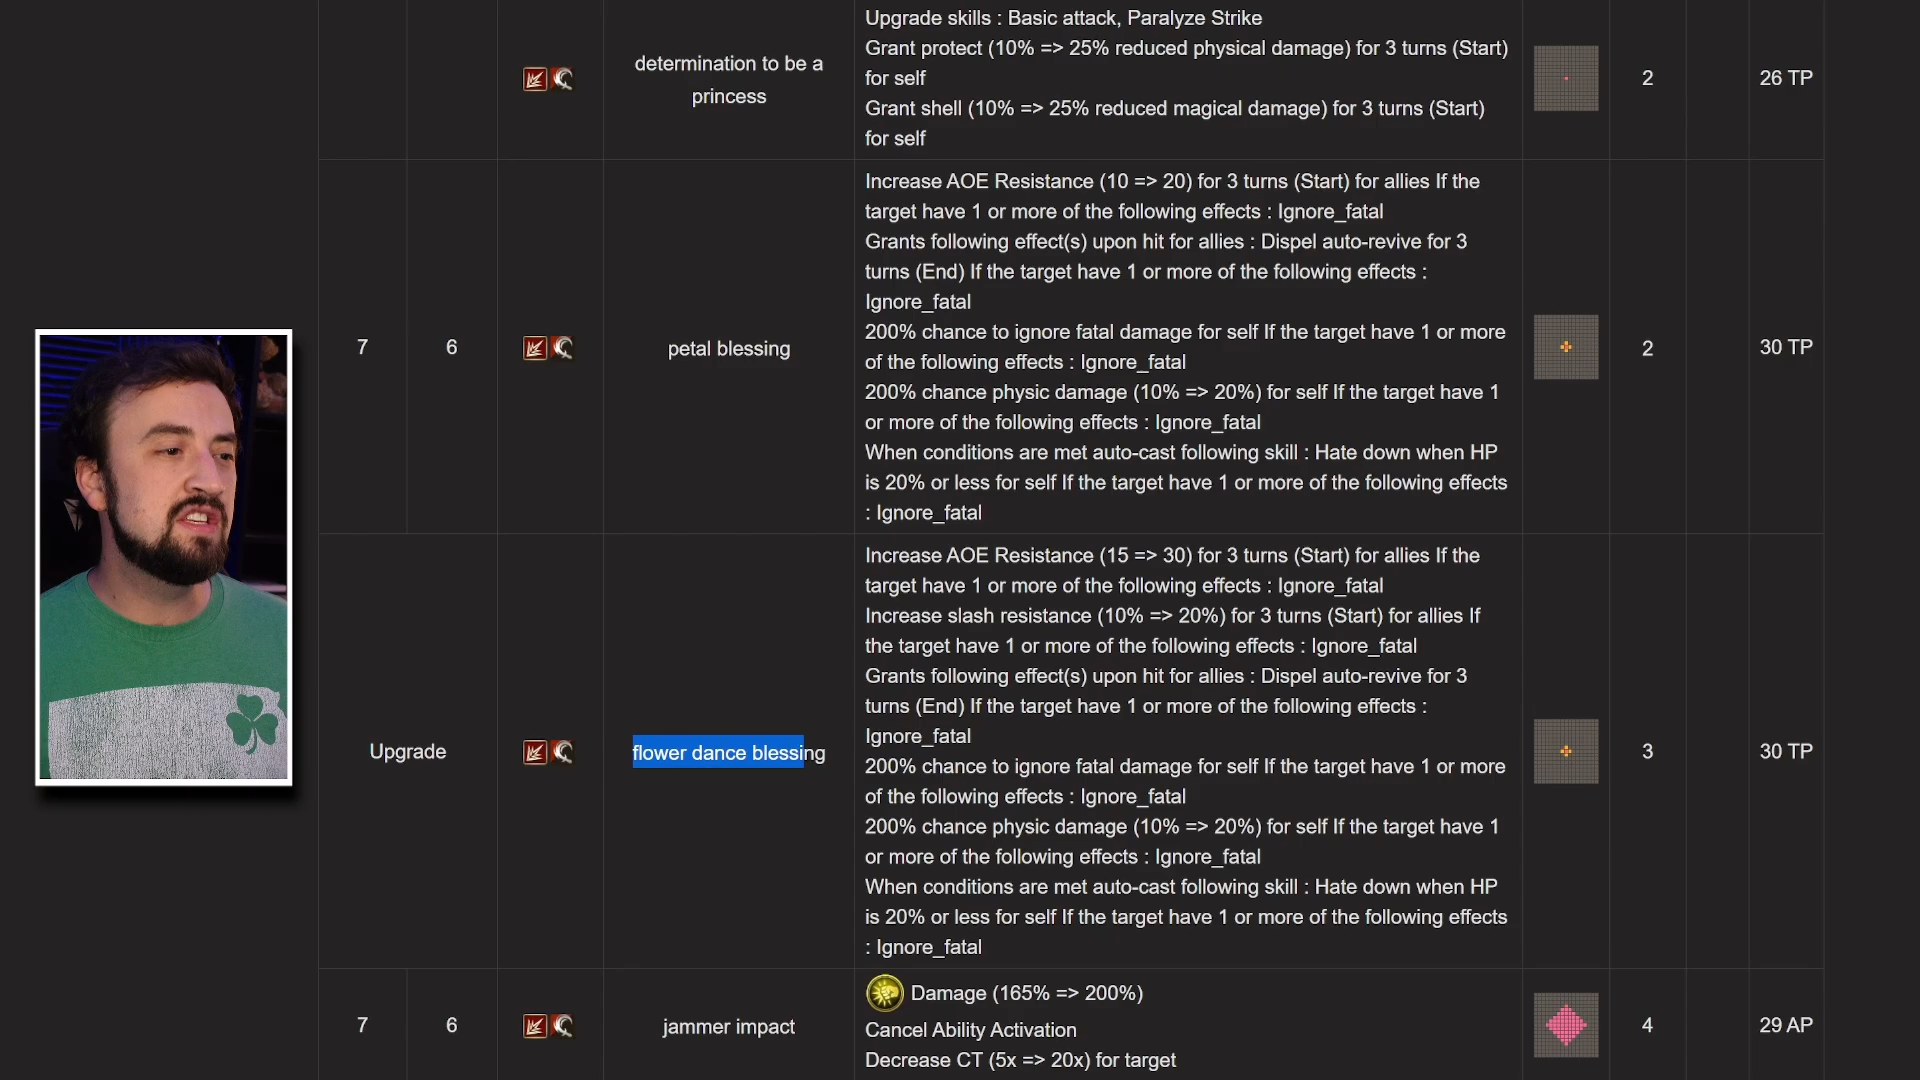 Upgrade skills : Basic attack, Paralyze Strike
Grant protect (10% => 25% reduced physical damage) for 3 turns (Start)
for self
Grant shell (10% => 25% reduced magical damage) for 3 turns (Start)
for self
determination to be a
princess
2
26 TP
7
6
petal blessing
Increase AOE Resistance (10 => 20) for 3 turns (Start) for allies If the
target have 1 or more of the following effects : Ignore_fatal
Grants following effect(s) upon hit for allies : Dispel auto-revive for 3
turns (End) If the target have 1 or more of the following effects :
Ignore_fatal
200% chance to ignore fatal damage for self If the target have 1 or more
of the following effects : Ignore_fatal
200% chance physic damage (10% => 20%) for self If the target have 1
or more of the following effects : Ignore_fatal
When conditions are met auto-cast following skill : Hate down when HP
is 20% or less for self If the target have 1 or more of the following effects
: Ignore_fatal
2
30 TP
Upgrade
flower dance blessing
Increase AOE Resistance (15 => 30) for 3 turns (Start) for allies If the
target have 1 or more of the following effects : Ignore_fatal
Increase slash resistance (10% => 20%) for 3 turns (Start) for allies If
the target have 1 or more of the following effects : Ignore_fatal
Grants following effect(s) upon hit for allies : Dispel auto-revive for 3
turns (End) If the target have 1 or more of the following effects :
Ignore_fatal
200% chance to ignore fatal damage for self If the target have 1 or more
of the following effects : Ignore_fatal
200% chance physic damage (10% => 20%) for self If the target have 1
or more of the following effects : Ignore_fatal
When conditions are met auto-cast following skill : Hate down when HP
is 20% or less for self If the target have 1 or more of the following effects
: Ignore_fatal
3
30 TP
7
6
jammer impact
Damage (165% => 200%)
Cancel Ability Activation
Decrease CT (5x => 20x) for target
4
29 AP